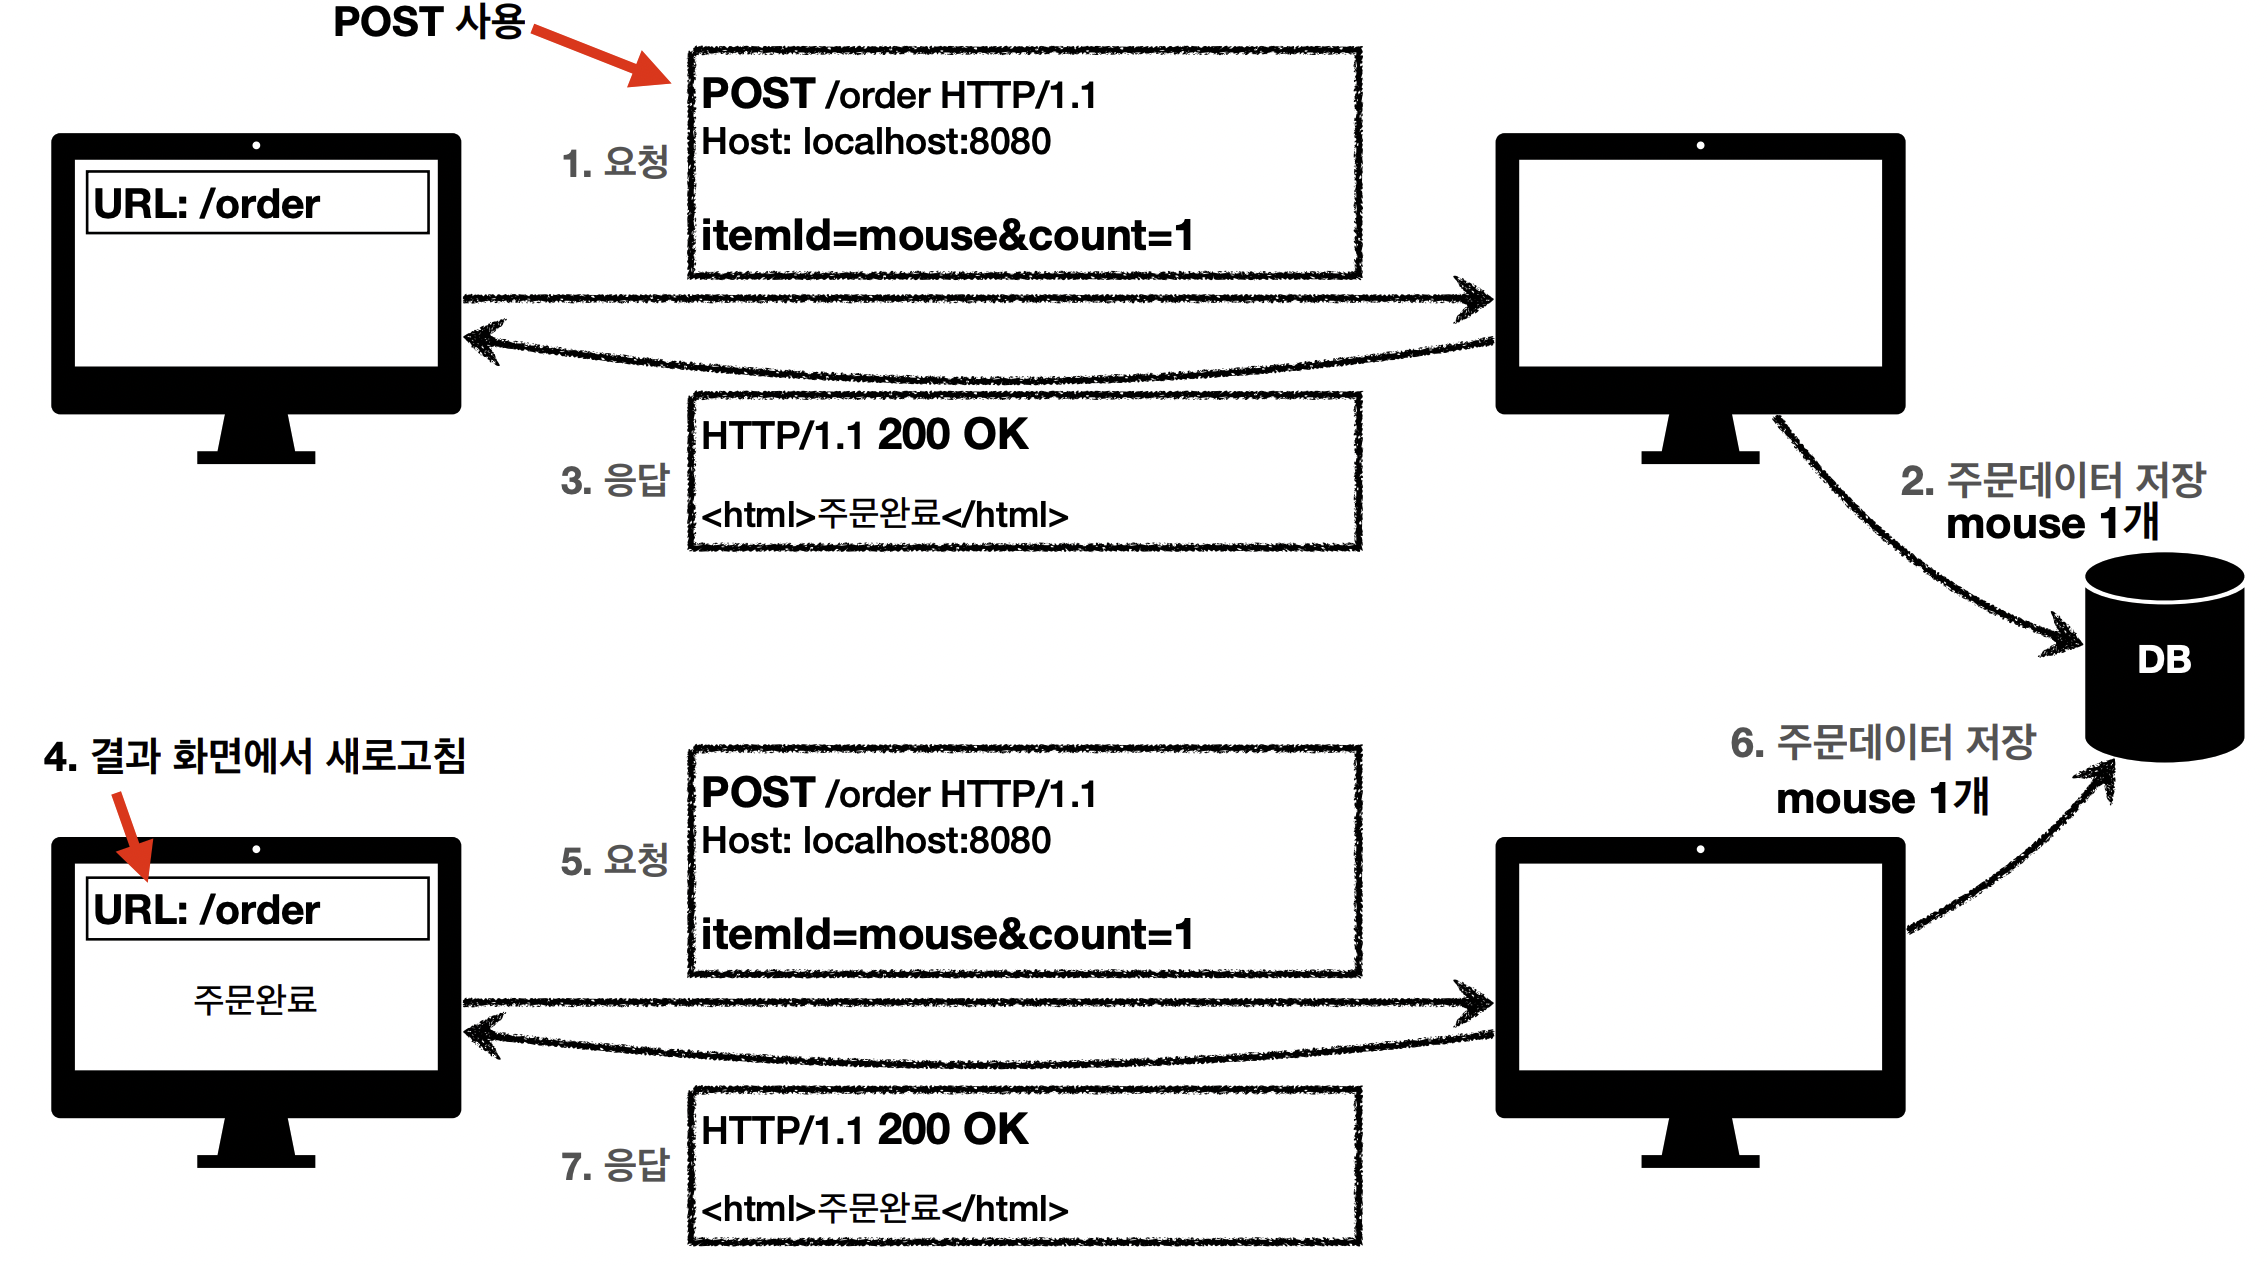 POST 사용
POST /order HTTP/1.1
Host: localhost:8080
1. 요청
itemId=mouse&count=1
URL: /order
3. 응답
HTTP/1.1 200 OK
<html>주문완료</html>
2. 주문데이터 저장
mouse 1개
DB
4. 결과 화면에서 새로고침
URL: /order
주문완료
5. 요청
POST /order HTTP/1.1
Host: localhost:8080
itemId=mouse&count=1
6. 주문데이터 저장
mouse 1개
7. 응답
HTTP/1.1 200 OK
<html>주문완료</html>